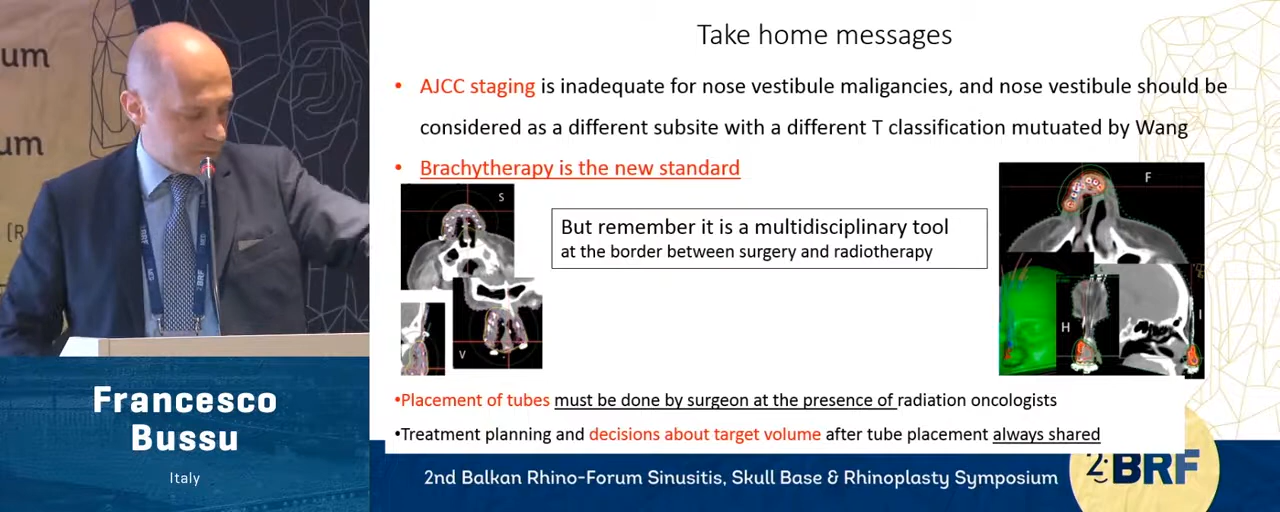 um
um
(R
BRF
Francesco
Bussu
Italy
Take home messages
• AJCC staging is inadequate for nose vestibule maligancies, and nose vestibule should be
considered as a different subsite with a different T classification mutuated by Wang
• Brachytherapy is the new standard
S
F
But remember it is a multidisciplinary tool
at the border between surgery and radiotherapy
V
H
I
•Placement of tubes must be done by surgeon at the presence of radiation oncologists
•Treatment planning and decisions about target volume after tube placement always shared
2nd Balkan Rhino-Forum Sinusitis, Skull Base & Rhinoplasty Symposium
2.BRF